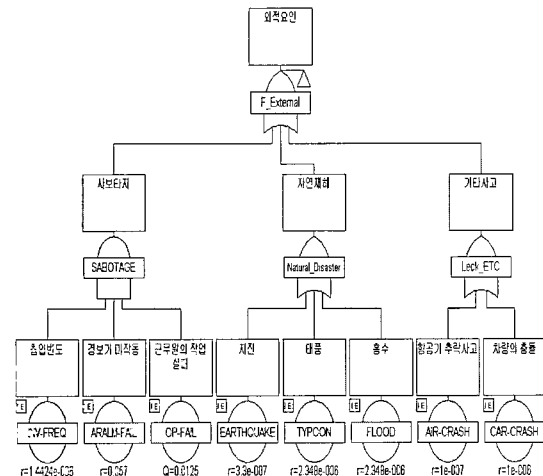 외적요인
F_External
사보타지
자연재해
기타사고
SABOTAGE
Natural_Disaster
Leck_ETC
침입빈도
경보기 미작동
근무원의 작업
실패
지진
태풍
홍수
항공기 추락사고
차량의 충돌
ARALM-FAIL
OP-FAIL
EARTHQUAKE
TYPCON
FLOOD
AIR-CRASH
CAR-CRASH
r=0.057
Q=0.0125
r=3.3e-007
r=2.348e-006
r=2.348e-006
r=1e-007
r=1e-006